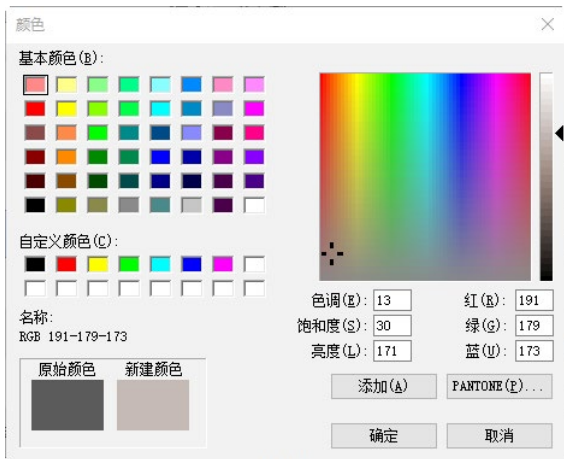 颜色
基本颜色(B):
自定义颜色(C):
名称:
RGB 191-179-173
原始颜色 新建颜色
色调(E): 13 红(R): 191
饱和度(S): 30 绿(G): 179
亮度(L): 171 蓝(U): 173
添加(A) PANTONE(P)...
确定 取消